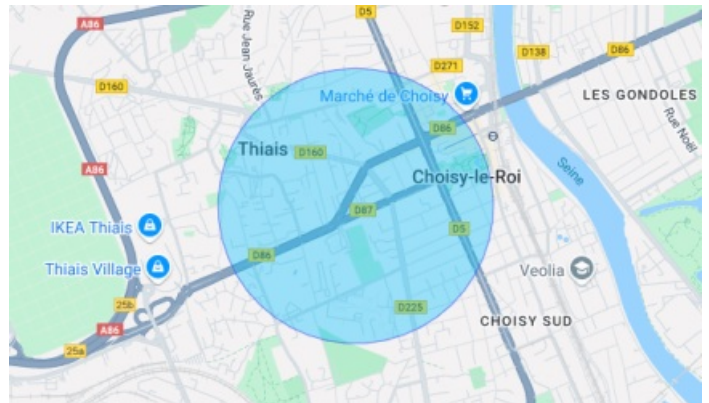 D5
A86
D152
Rue Jean Jaurès
D138
D86
D271
D160
Marché de Choisy
LES GONDOLES
D86
Rue Noël
Thiais
D160
A86
Choisy-le-Roi
Seine
D87
IKEA Thiais
D5
D86
Thiais Village
Veolia
25b
D225
CHOISY SUD
A86
25a